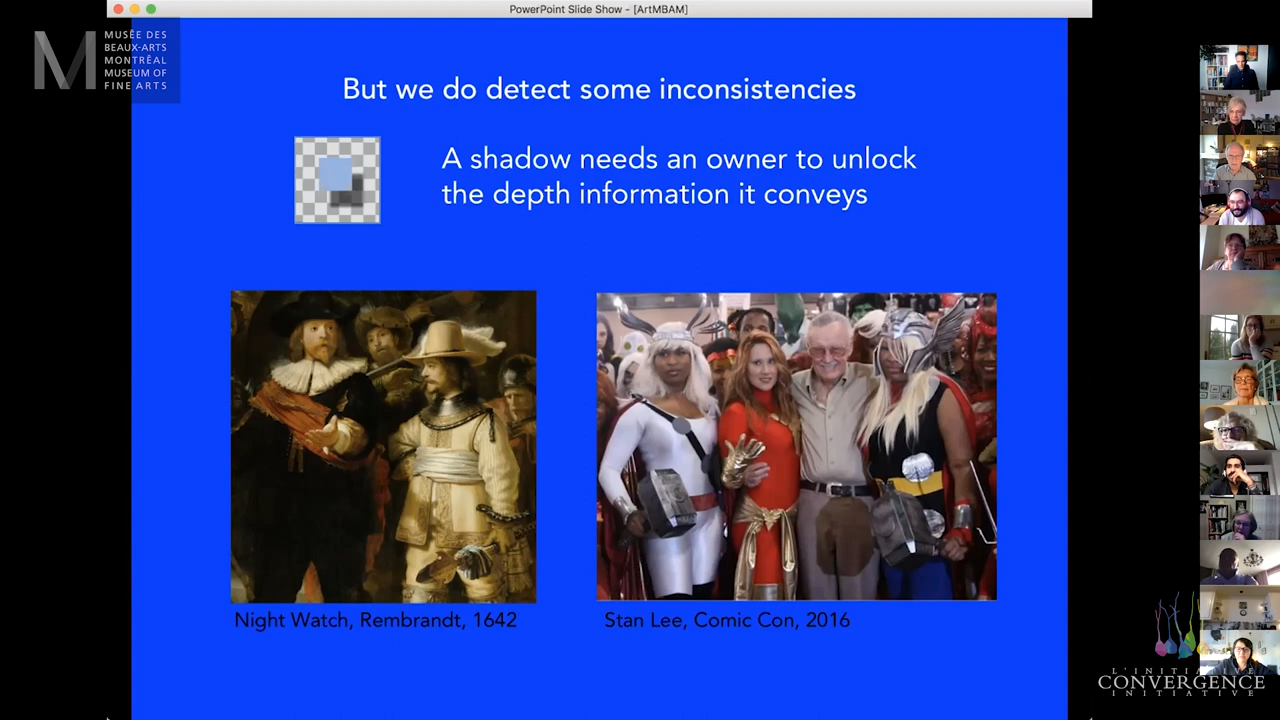 PowerPoint Slide Show - [ArtMBAM]
MUSÉE DES
BEAUX-ARTS
MONTRÉAL
MUSEUM OF
FINE ARTS
But we do detect some inconsistencies
A shadow needs an owner to unlock
the depth information it conveys
Night Watch, Rembrandt, 1642
Stan Lee, Comic Con, 2016
L'INITIATIVE
CONVERGENCE
INITIATIVE